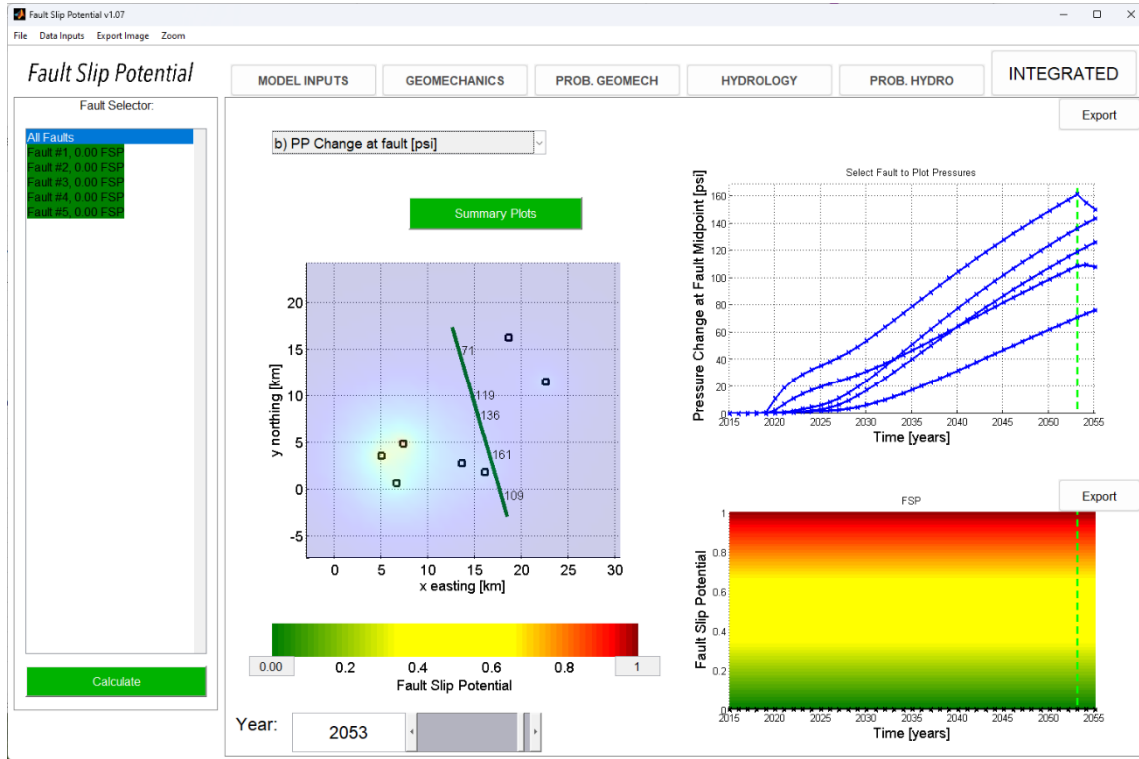 Fault Slip Potential v1.07
File Data Inputs Export Image Zoom
Fault Slip Potential
MODEL INPUTS GEOMECHANICS PROB. GEOMECH HYDROLOGY PROB. HYDRO INTEGRATED
Fault Selector:
All Faults
Fault #1, 0.00 FSP
Fault #2, 0.00 FSP
Fault #3, 0.00 FSP
Fault #4, 0.00 FSP
Fault #5, 0.00 FSP
Calculate
b) PP Change at fault [psi]
Summary Plots
y northing [km]
20
15
10
5
0
-5
71
119
136
161
109
0 5 10 15 20 25 30
x easting [km]
0.00 0.2 0.4 0.6 0.8 1
Fault Slip Potential
Year: 2053
Export
Select Fault to Plot Pressures
Pressure Change at Fault Midpoint [psi]
160
140
120
100
80
60
40
20
0
2015 2020 2025 2030 2035 2040 2045 2050 2055
Time [years]
Export
FSP
Fault Slip Potential
1
0.8
0.6
0.4
0.2
0
2015 2020 2025 2030 2035 2040 2045 2050 2055
Time [years]